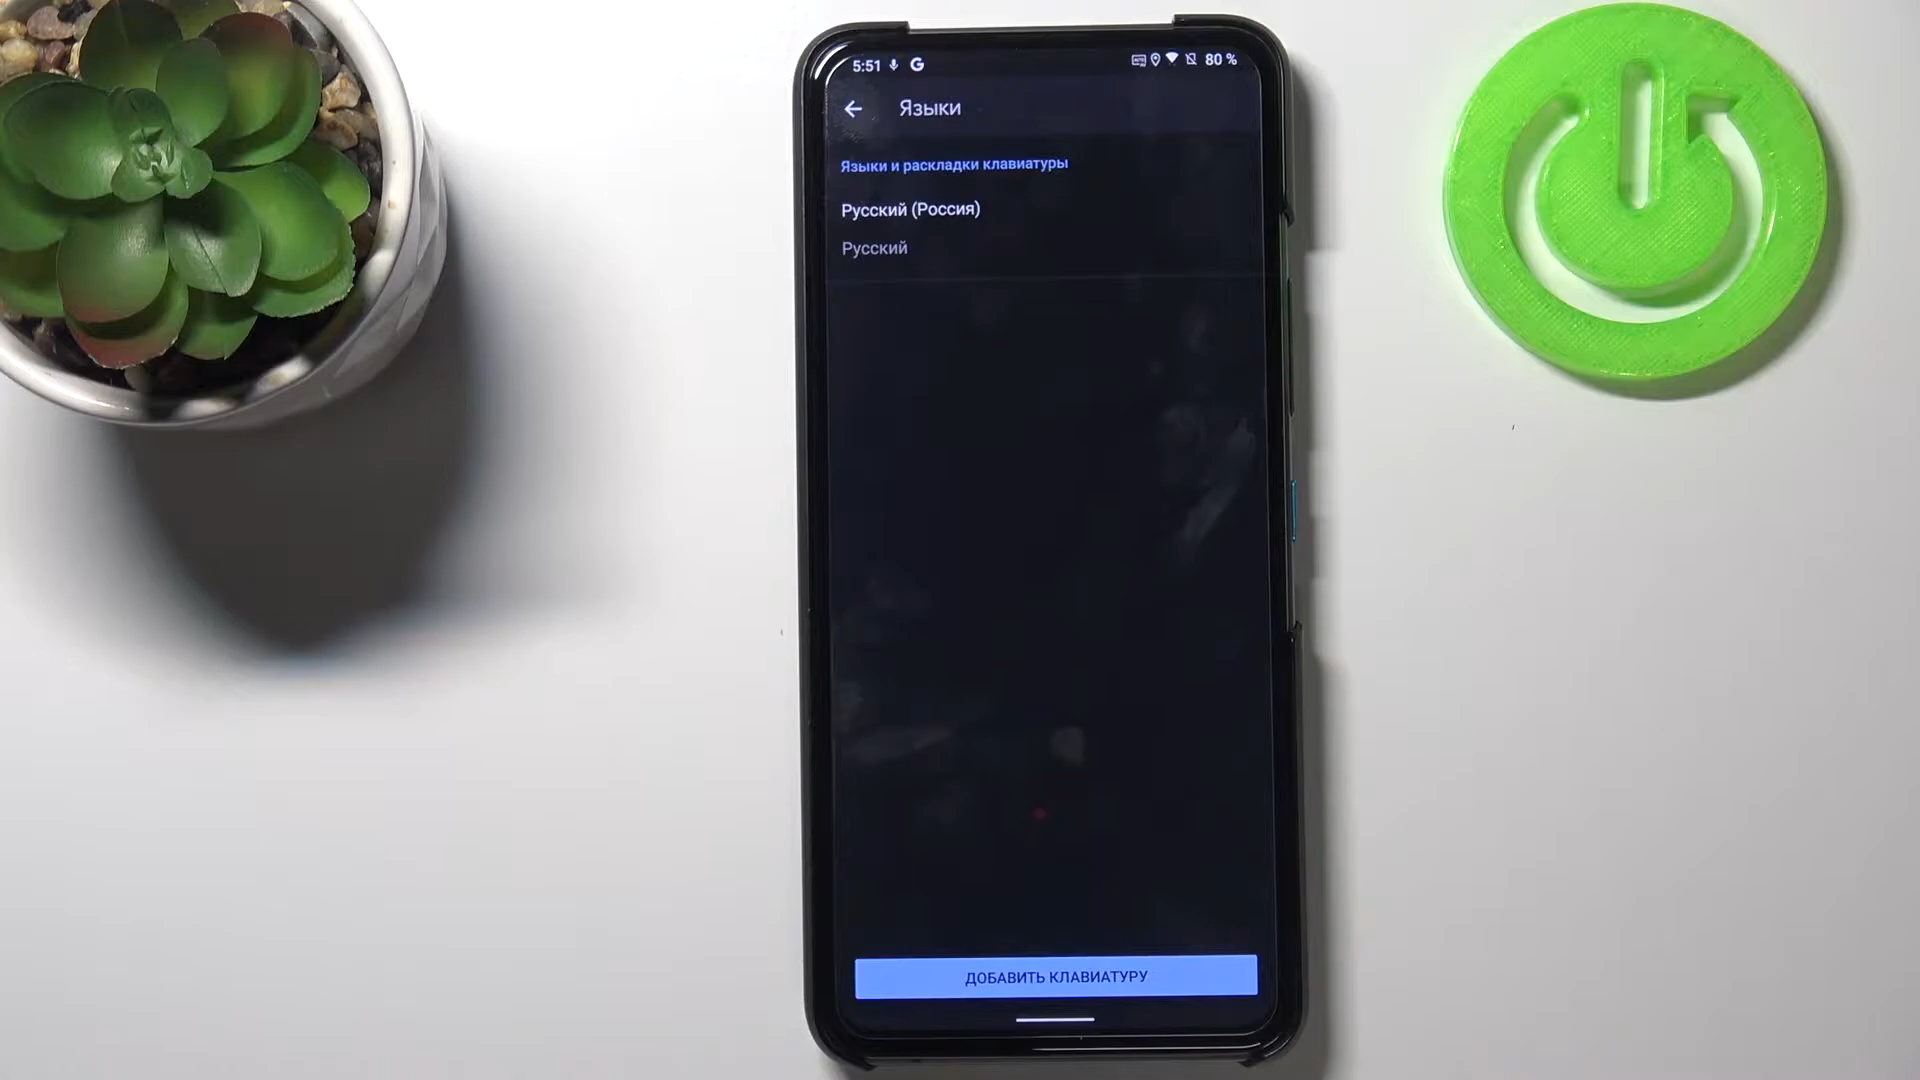 5:51 G 80 %
Языки
Языки и раскладки клавиатуры
Русский (Россия)
Русский
ДОБАВИТЬ КЛАВИАТУРУ